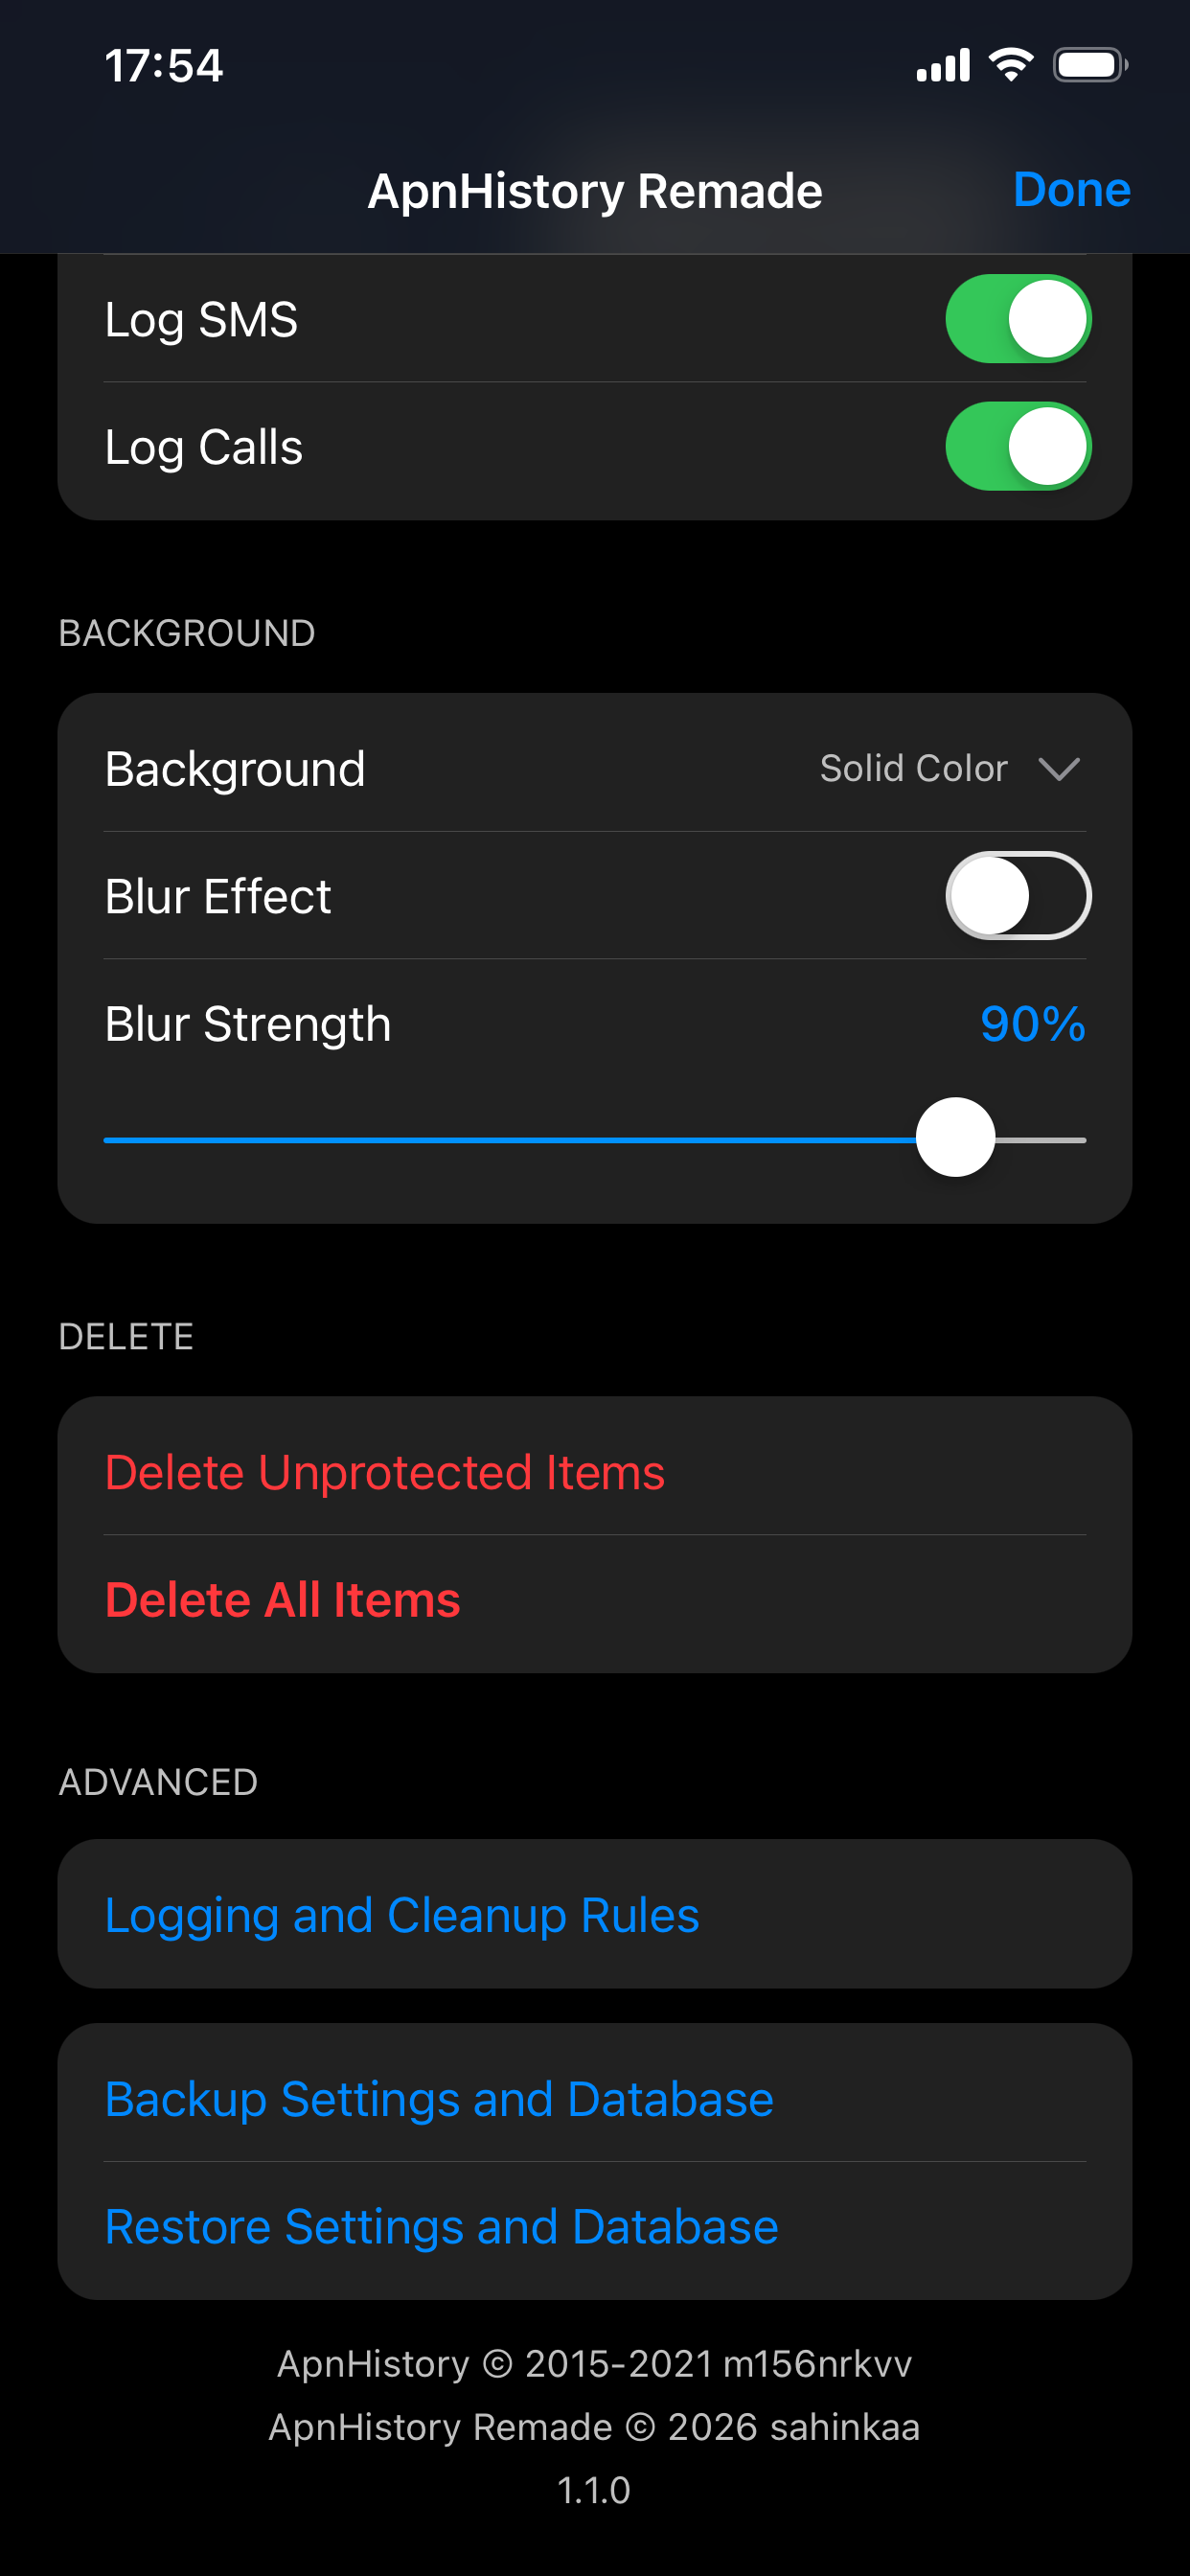 17:54
ApnHistory Remade
Done
Log SMS
Log Calls
BACKGROUND
Background
Solid Color
Blur Effect
Blur Strength
90%
DELETE
Delete Unprotected Items
Delete All Items
ADVANCED
Logging and Cleanup Rules
Backup Settings and Database
Restore Settings and Database
ApnHistory © 2015-2021 m156nrkvv
ApnHistory Remade © 2026 sahinkaa
1.1.0